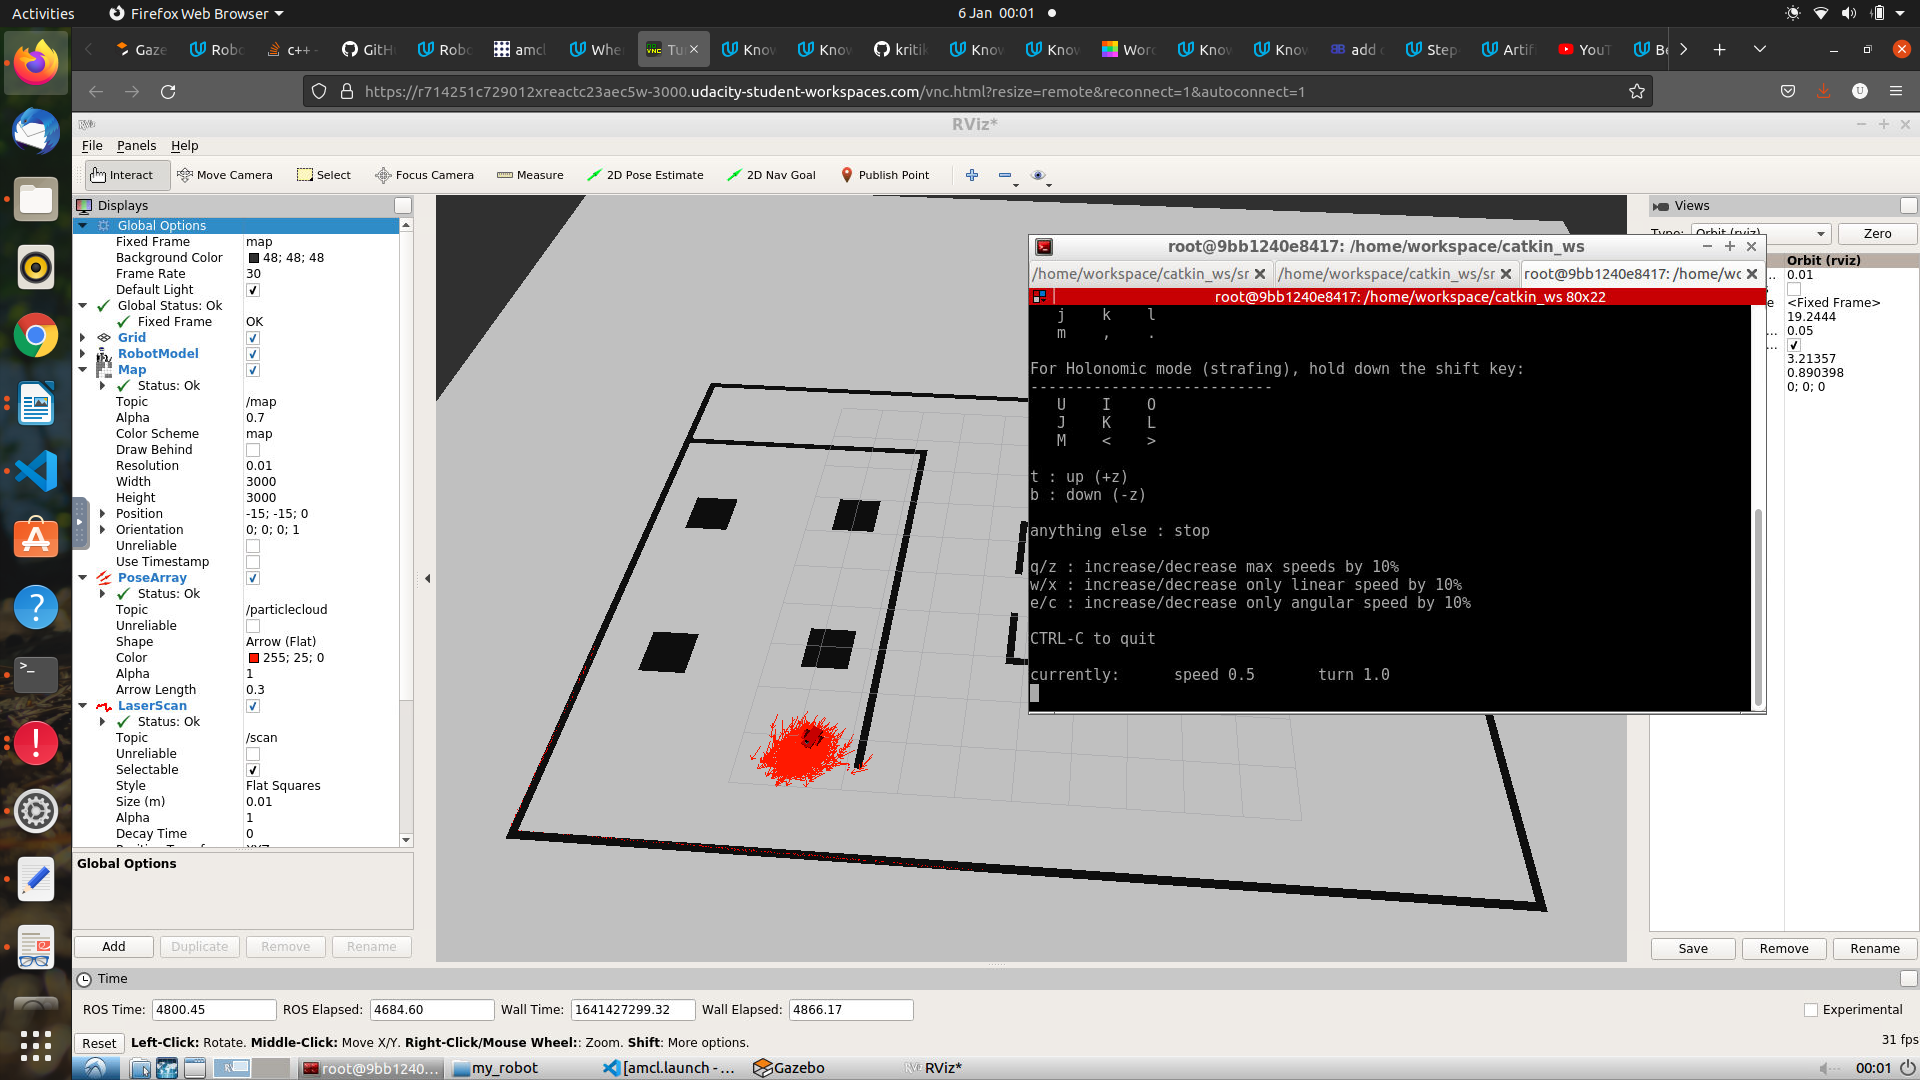 Activities
Firefox Web Browser
6 Jan 00:01
Gaze
Robo
c++
GitH
Robo
amcl
Whe
Tu
Know
Know
kritik
Know
Know
Word
Know
Know
add
Step
Artif
YouT
Be
https://r714251c729012xreactc23aec5w-3000.udacity-student-workspaces.com/vnc.html?resize=remote&reconnect=1&autoconnect=1
RViz*
File Panels Help
Interact
Move Camera
Select
Focus Camera
Measure
2D Pose Estimate
2D Nav Goal
Publish Point
Displays
Global Options
Fixed Frame map
Background Color 48; 48; 48
Frame Rate 30
Default Light
Global Status: Ok
Fixed Frame OK
Grid
RobotModel
Map
Status: Ok
Topic /map
Alpha 0.7
Color Scheme map
Draw Behind
Resolution 0.01
Width 3000
Height 3000
Position -15; -15; 0
Orientation 0; 0; 0; 1
Unreliable
Use Timestamp
PoseArray
Status: Ok
Topic /particlecloud
Unreliable
Shape Arrow (Flat)
Color 255; 25; 0
Alpha 1
Arrow Length 0.3
LaserScan
Status: Ok
Topic /scan
Unreliable
Selectable
Style Flat Squares
Size (m) 0.01
Alpha 1
Decay Time 0
Global Options
Add Duplicate Remove Rename
root@9bb1240e8417: /home/workspace/catkin_ws
/home/workspace/catkin_ws/sr
/home/workspace/catkin_ws/sr
root@9bb1240e8417: /home/wc
root@9bb1240e8417: /home/workspace/catkin_ws 80x22
j k l
m , .
For Holonomic mode (strafing), hold down the shift key:
---------------------------
U I O
J K L
M < >
t : up (+z)
b : down (-z)
anything else : stop
q/z : increase/decrease max speeds by 10%
w/x : increase/decrease only linear speed by 10%
e/c : increase/decrease only angular speed by 10%
CTRL-C to quit
currently: speed 0.5 turn 1.0
Views
Type: Orbit (rviz) Zero
Orbit (rviz)
0.01
<Fixed Frame>
19.2444
0.05
3.21357
0.890398
0; 0; 0
Save Remove Rename
Time
ROS Time: 4800.45 ROS Elapsed: 4684.60 Wall Time: 1641427299.32 Wall Elapsed: 4866.17
Experimental
Reset Left-Click: Rotate. Middle-Click: Move X/Y. Right-Click/Mouse Wheel:: Zoom. Shift: More options.
31 fps
root@9bb1240...
my_robot
[amcl.launch - ...
Gazebo
RViz*
00:01